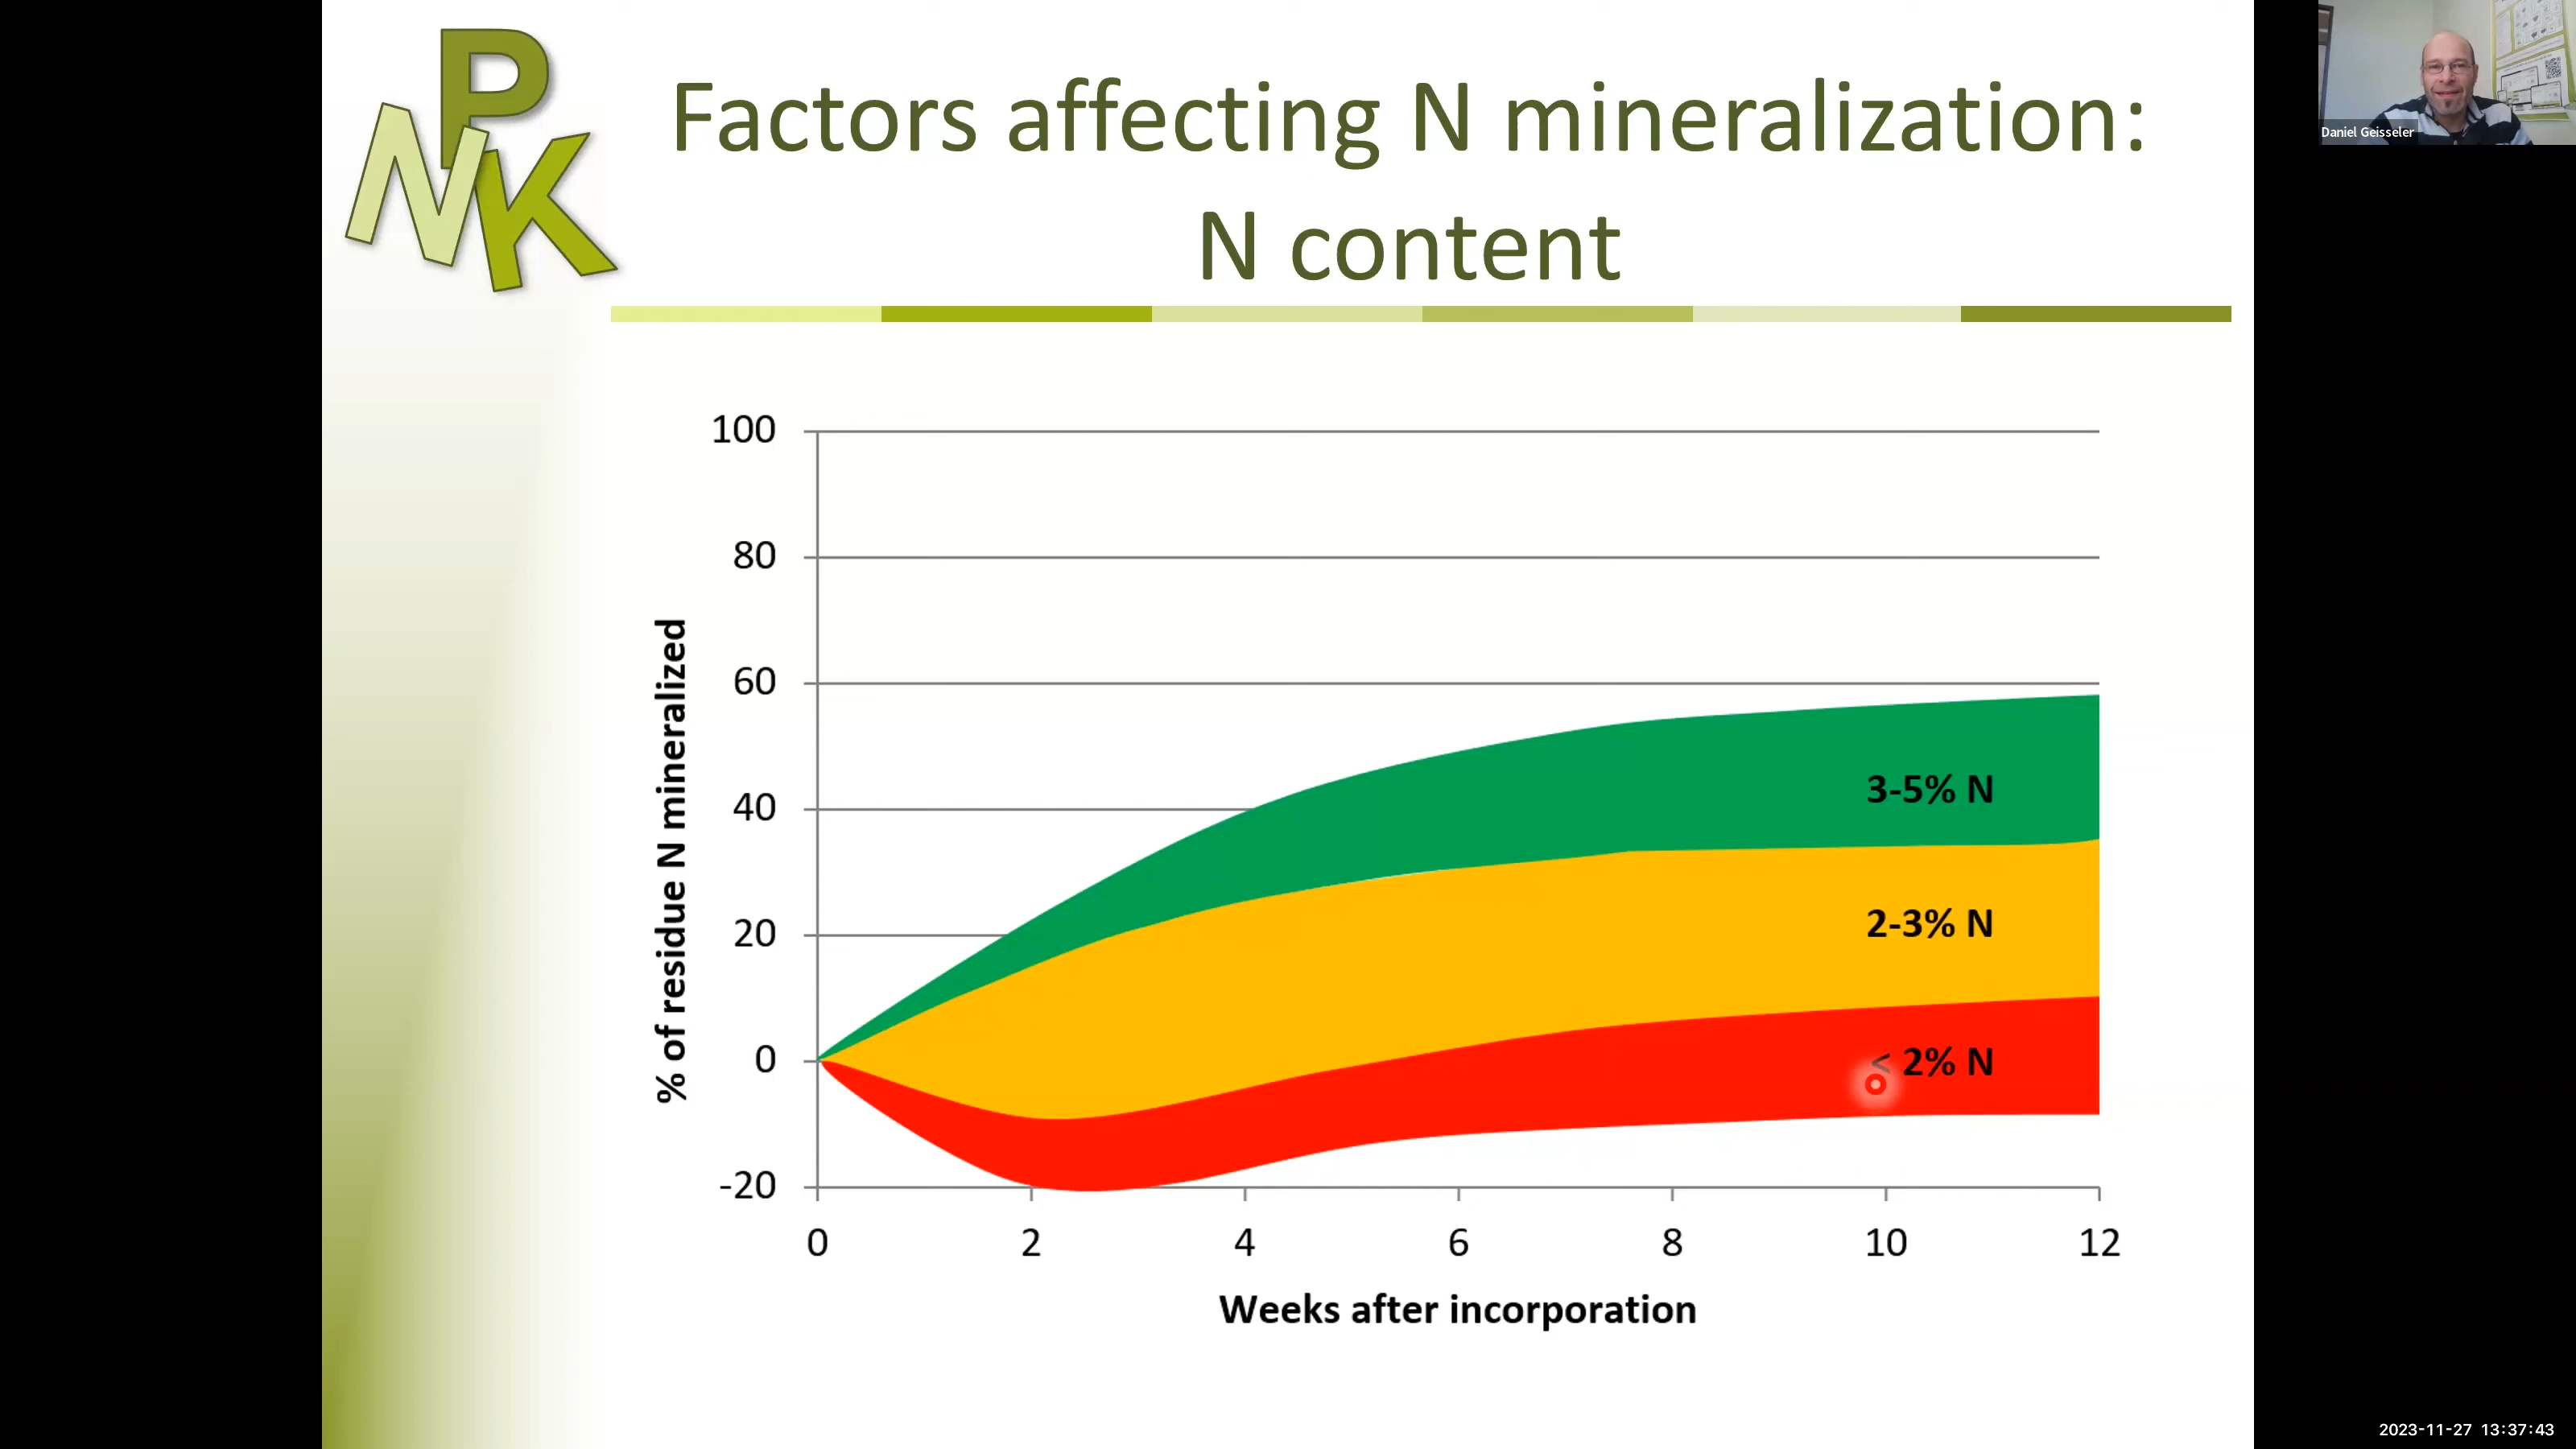 P
N
K
Factors affecting N mineralization:
N content
Daniel Geisseler
100
80
60
40
20
0
-20
% of residue N mineralized
3-5% N
2-3% N
< 2% N
0 2 4 6 8 10 12
Weeks after incorporation
2023-11-27 13:37:43